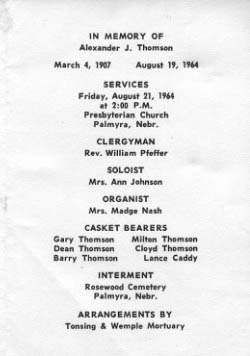 IN MEMORY OF
Alexander J. Thomson
March 4, 1907 August 19, 1964
SERVICES
Friday, August 21, 1964
at 2:00 P.M.
Presbyterian Church
Palmyra, Nebr.
CLERGYMAN
Rev. William Pfeffer
SOLOIST
Mrs. Ann Johnson
ORGANIST
Mrs. Madge Nash
CASKET BEARERS
Gary Thomson Milton Thomson
Dean Thomson Cloyd Thomson
Barry Thomson Lance Caddy
INTERMENT
Rosewood Cemetery
Palmyra, Nebr.
ARRANGEMENTS BY
Tonsing & Wemple Mortuary